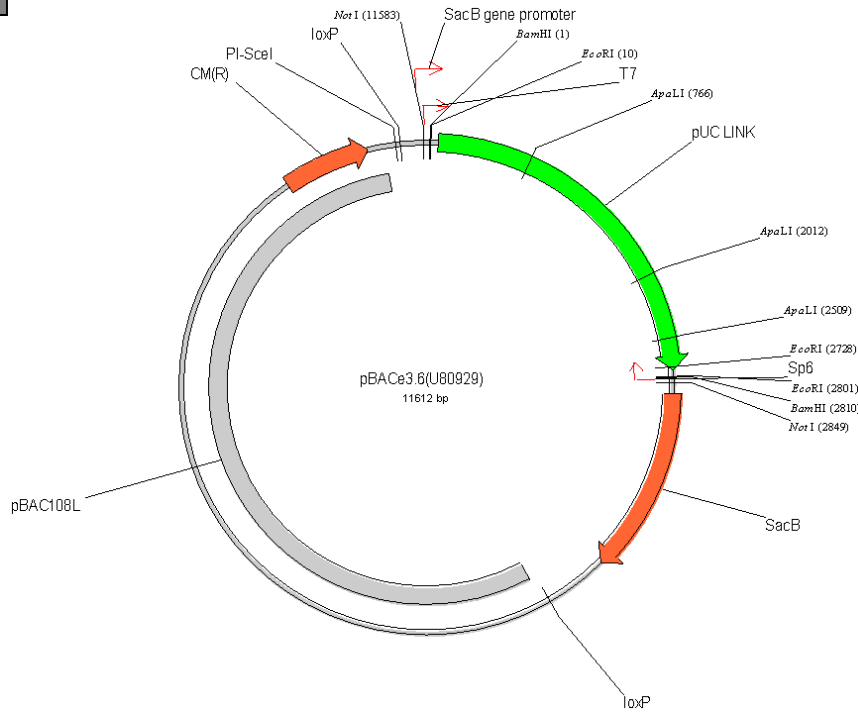 NotI (11583)
SacB gene promoter
loxP
BamHI (1)
PI-SceI
EcoRI (10)
CM(R)
T7
ApaLI (766)
pUC LINK
ApaLI (2012)
ApaLI (2509)
EcoRI (2728)
Sp6
pBACe3.6(U80929)
11612 bp
EcoRI (2801)
BamHI (2810)
NotI (2849)
pBAC108L
SacB
loxP